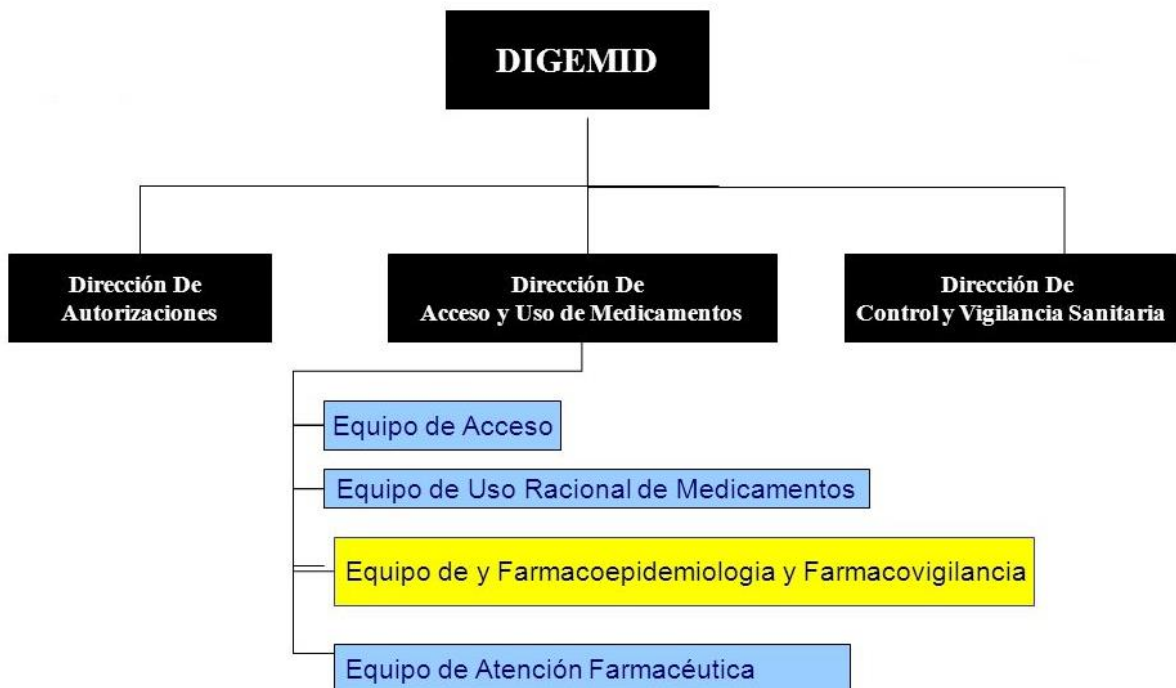 DIGEMID
Dirección De
Autorizaciones
Dirección De
Acceso y Uso de Medicamentos
Dirección De
Control y Vigilancia Sanitaria
Equipo de Acceso
Equipo de Uso Racional de Medicamentos
Equipo de y Farmacoepidemiologia y Farmacovigilancia
Equipo de Atención Farmacéutica